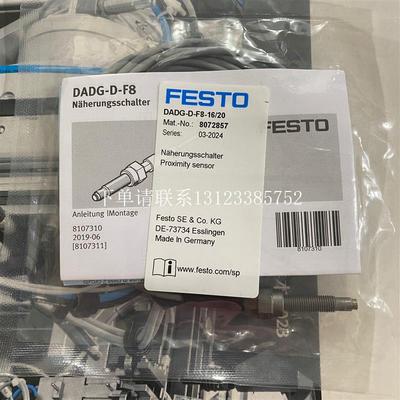 DADG-D-F8
Näherungsschalter
Anleitung | Montage
8107310
2019-06
[8107311]
FESTO
DADG-D-F8-16/20
Mat.-No.: 8072857
Series: 03-2024
Näherungsschalter
Proximity sensor
下单请联系13123385752
Festo SE & Co. KG
DE-73734 Esslingen
Made in Germany
www.festo.com/sp
FESTO
8107310